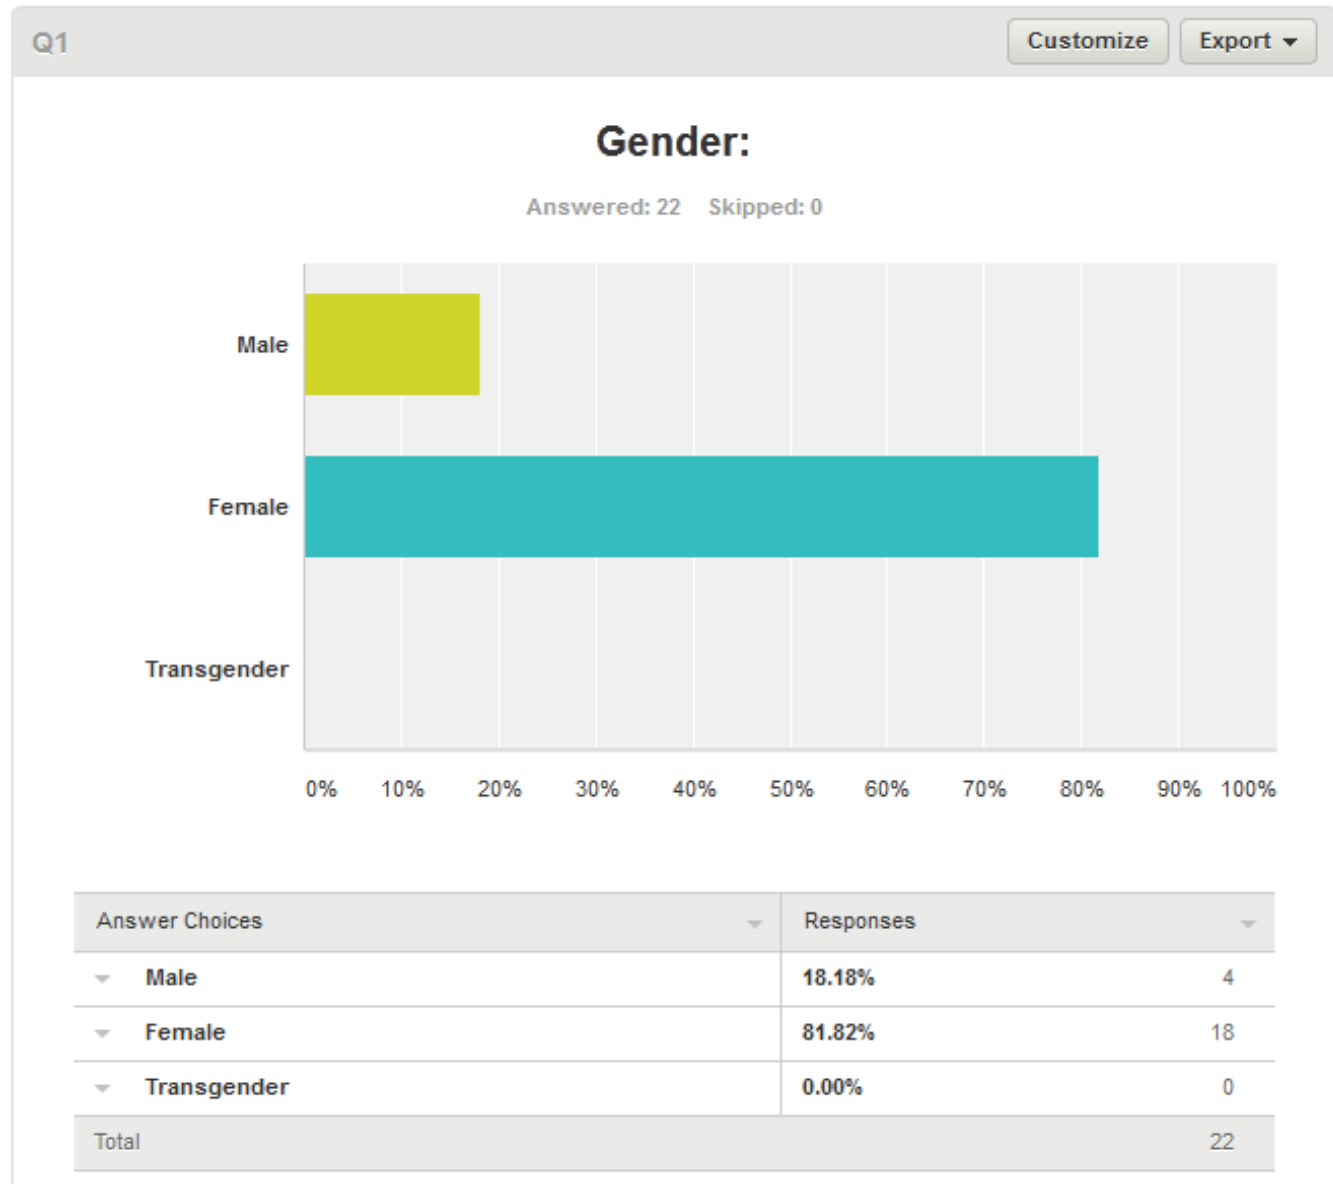 Q1 Customize Export
Gender:
Answered: 22 Skipped: 0
Male
Female
Transgender
0% 10% 20% 30% 40% 50% 60% 70% 80% 90% 100%
Answer Choices Responses
Male 18.18% 4
Female 81.82% 18
Transgender 0.00% 0
Total 22